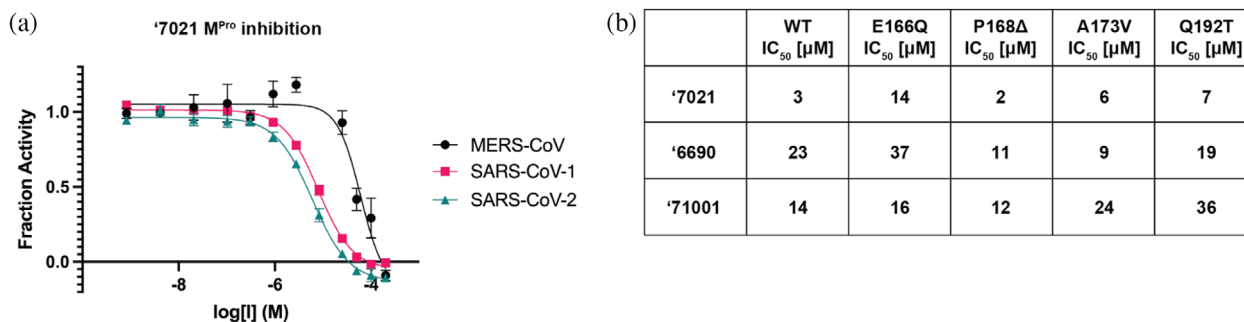 (a)
'7021 Mᴾʳᵒ inhibition
1.0
0.5
0.0
-8
-6
-4
Fraction Activity
log[I] (M)
MERS-CoV
SARS-CoV-1
SARS-CoV-2
(b)
WT IC₅₀ [µM] E166Q IC₅₀ [µM] P168Δ IC₅₀ [µM] A173V IC₅₀ [µM] Q192T IC₅₀ [µM]
'7021 3 14 2 6 7
'6690 23 37 11 9 19
'71001 14 16 12 24 36